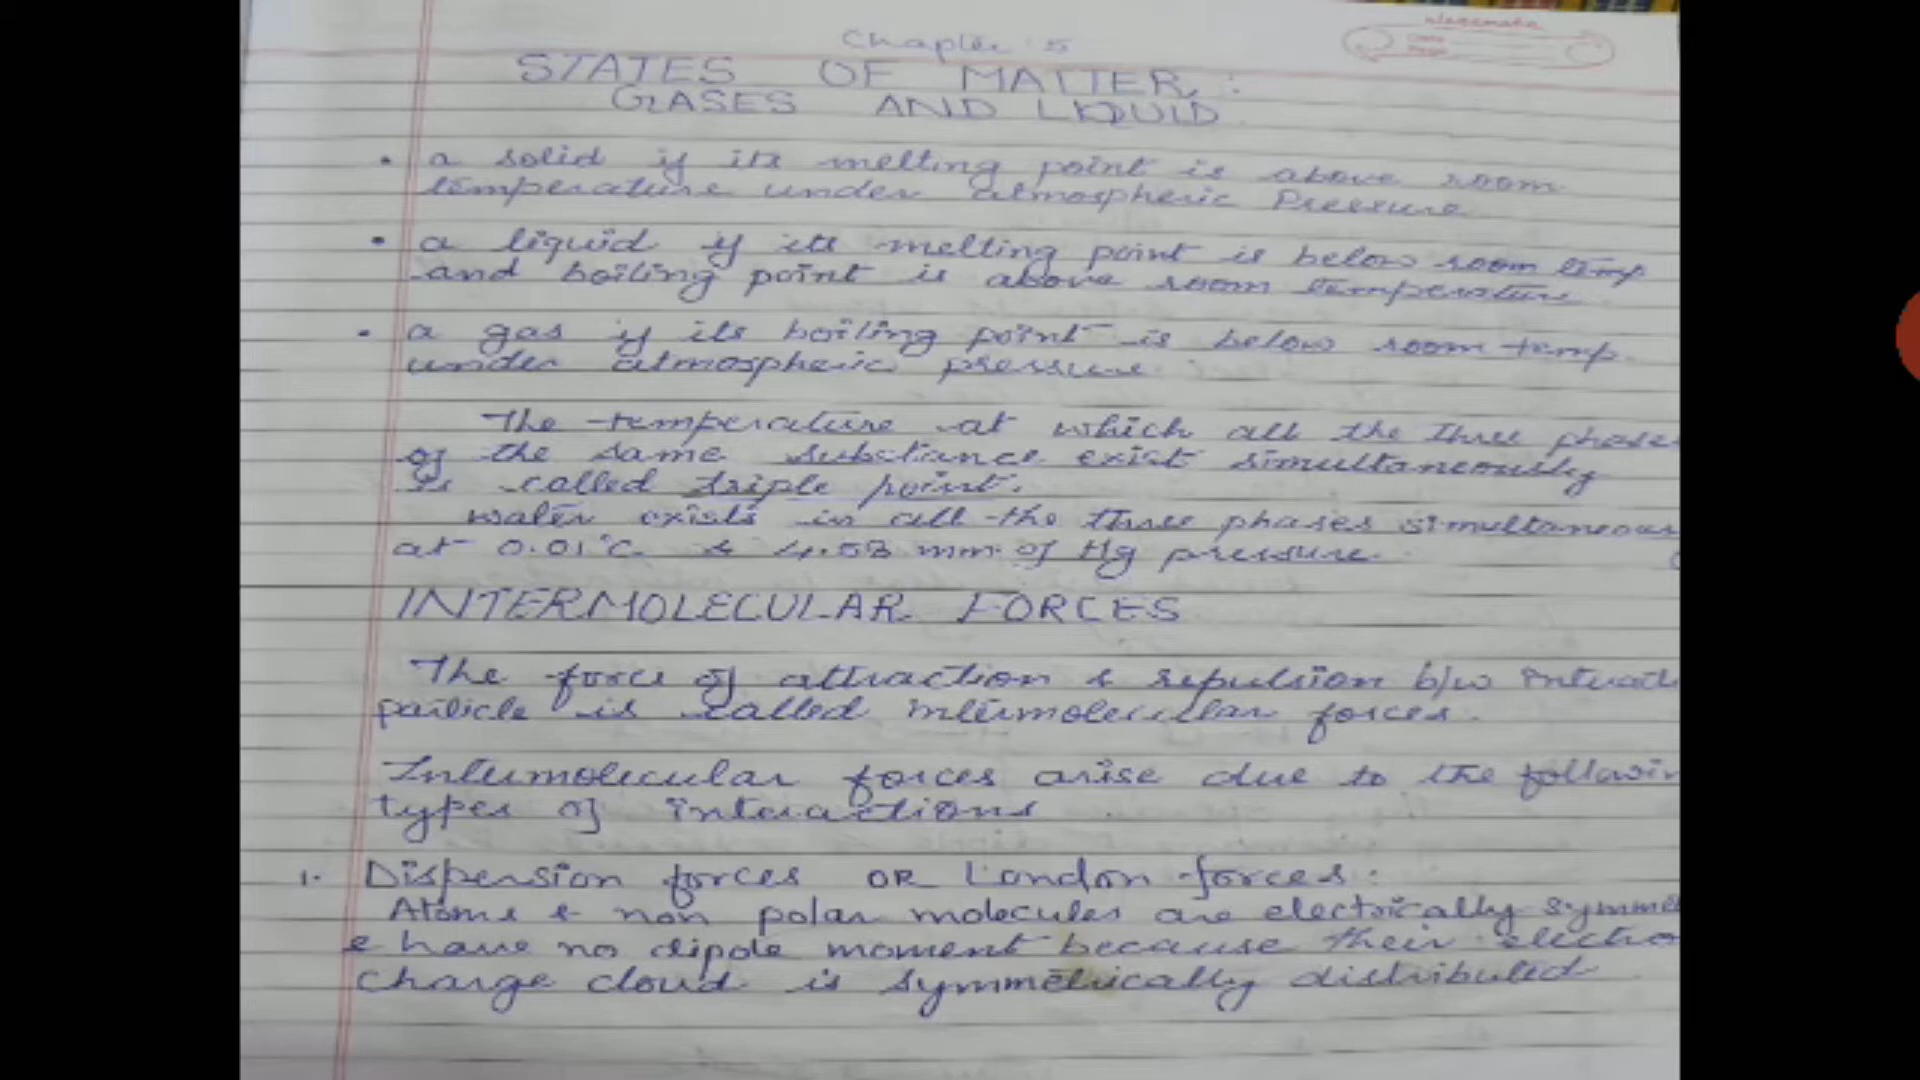 classmate
Date
Page
Chapter : 5
STATES OF MATTER :
GASES AND LIQUID
• a solid if its melting point is above room
temperature under atmospheric Pressure
• a liquid if its melting point is below room temp
and boiling point is above room temperature
• a gas if its boiling point is below room temp.
under atmospheric pressure.
The temperature at which all the three phase
of the same substance exist simultaneously
is called triple point.
water exists in all the three phases simultaneous
at 0.01°C & 4.58 mm of Hg pressure.
INTERMOLECULAR FORCES
The force of attraction & repulsion b/w interacti
particle is called intermolecular forces.
Intermolecular forces arise due to the followin
types of interactions
1. Dispersion forces OR London forces :
Atoms & non polar molecules are electrically symme
& have no dipole moment because their electro
charge cloud is symmetrically distributed